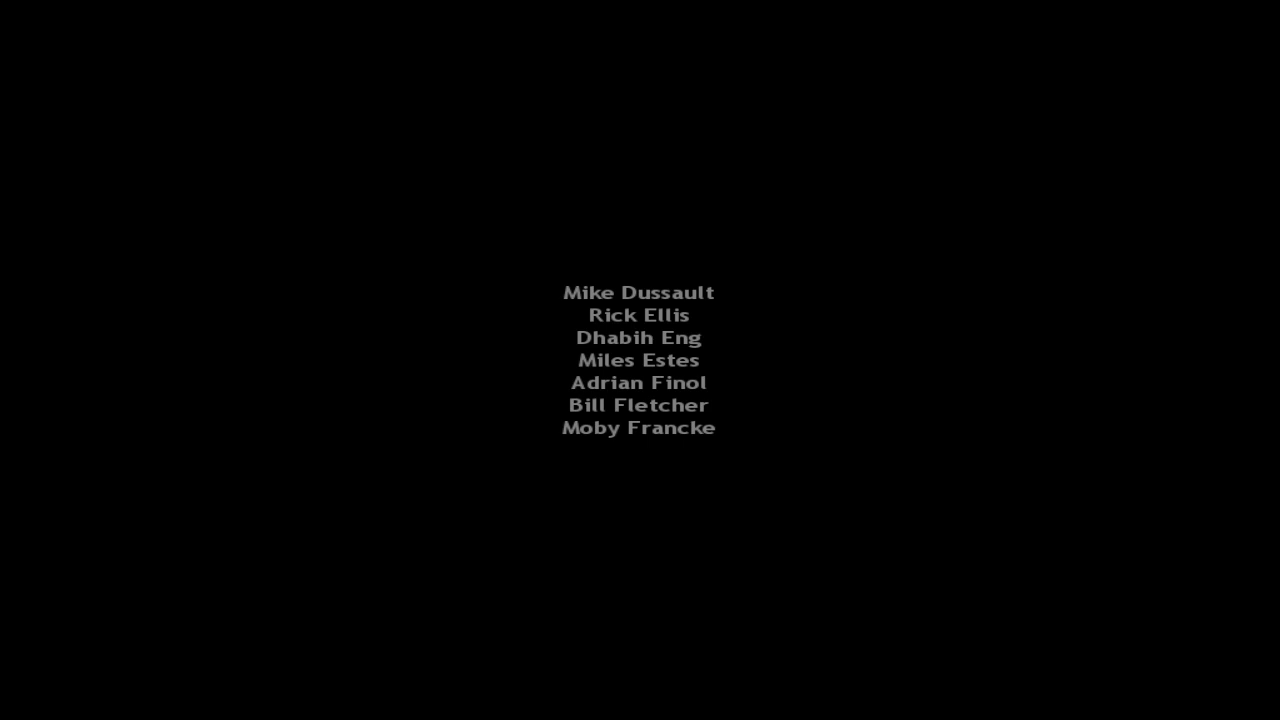 Mike Dussault
Rick Ellis
Dhabih Eng
Miles Estes
Adrian Finol
Bill Fletcher
Moby Francke